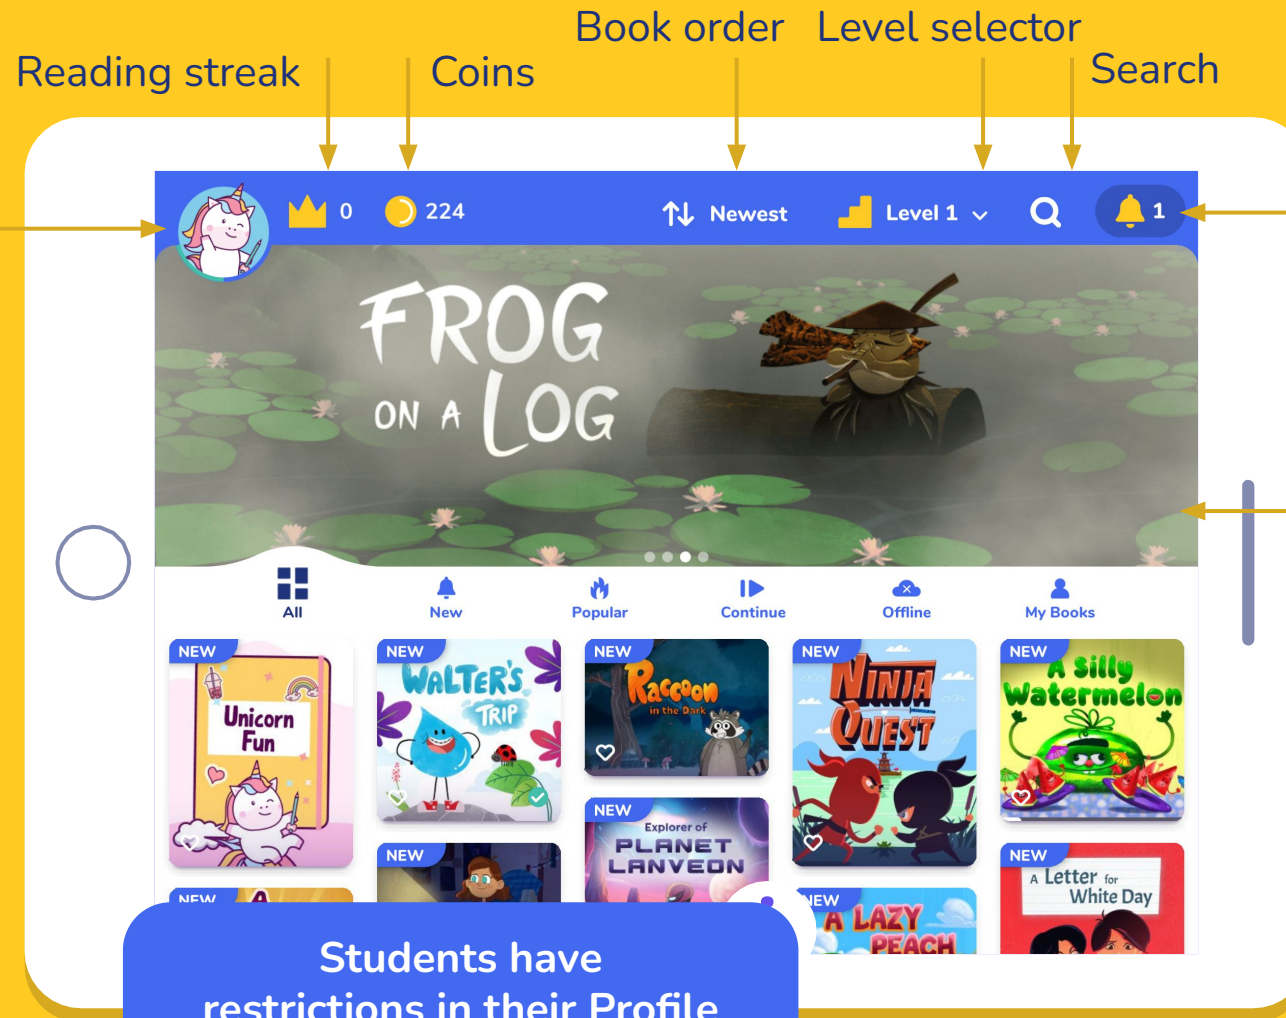 Book order
Level selector
Reading streak
Coins
Search
0
224
Newest
Level 1
1
FROG
ON A LOG
All
New
Popular
Continue
Offline
My Books
NEW
Unicorn
Fun
NEW
WALTER'S
TRIP
NEW
Raccoon
in the Dark
NEW
NINJA
QUEST
NEW
A Silly
Watermelon
NEW
Explorer of
PLANET
LANVEON
NEW
NEW
A Letter for
White Day
NEW
A
NEW
A LAZY
PEACH
Students have
restrictions in their Profile